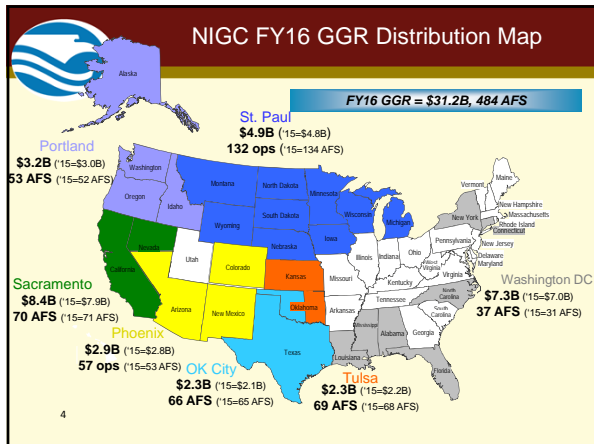 NIGC FY16 GGR Distribution Map
Alaska
FY16 GGR = $31.2B, 484 AFS
St. Paul
$4.9B ('15=$4.8B)
132 ops ('15=134 AFS)
Portland
$3.2B ('15=$3.0B)
53 AFS ('15=52 AFS)
Washington
Oregon
Idaho
Montana
North Dakota
Minnesota
Wisconsin
Michigan
Wyoming
South Dakota
Nebraska
Iowa
Vermont
Maine
New Hampshire
Massachusetts
New York
Rhode Island
Connecticut
Pennsylvania
New Jersey
Delaware
Maryland
Nevada
California
Utah
Colorado
Kansas
Missouri
Illinois
Indiana
Ohio
West
Virginia
Virginia
Kentucky
Tennessee
North
Carolina
South
Carolina
Arizona
New Mexico
Oklahoma
Arkansas
Texas
Louisiana
Mississippi
Alabama
Georgia
Florida
Washington DC
$7.3B ('15=$7.0B)
37 AFS ('15=31 AFS)
Sacramento
$8.4B ('15=$7.9B)
70 AFS ('15=71 AFS)
Phoenix
$2.9B ('15=$2.8B)
57 ops ('15=53 AFS)
OK City
$2.3B ('15=$2.1B)
66 AFS ('15=65 AFS)
Tulsa
$2.3B ('15=$2.2B)
69 AFS ('15=68 AFS)
4